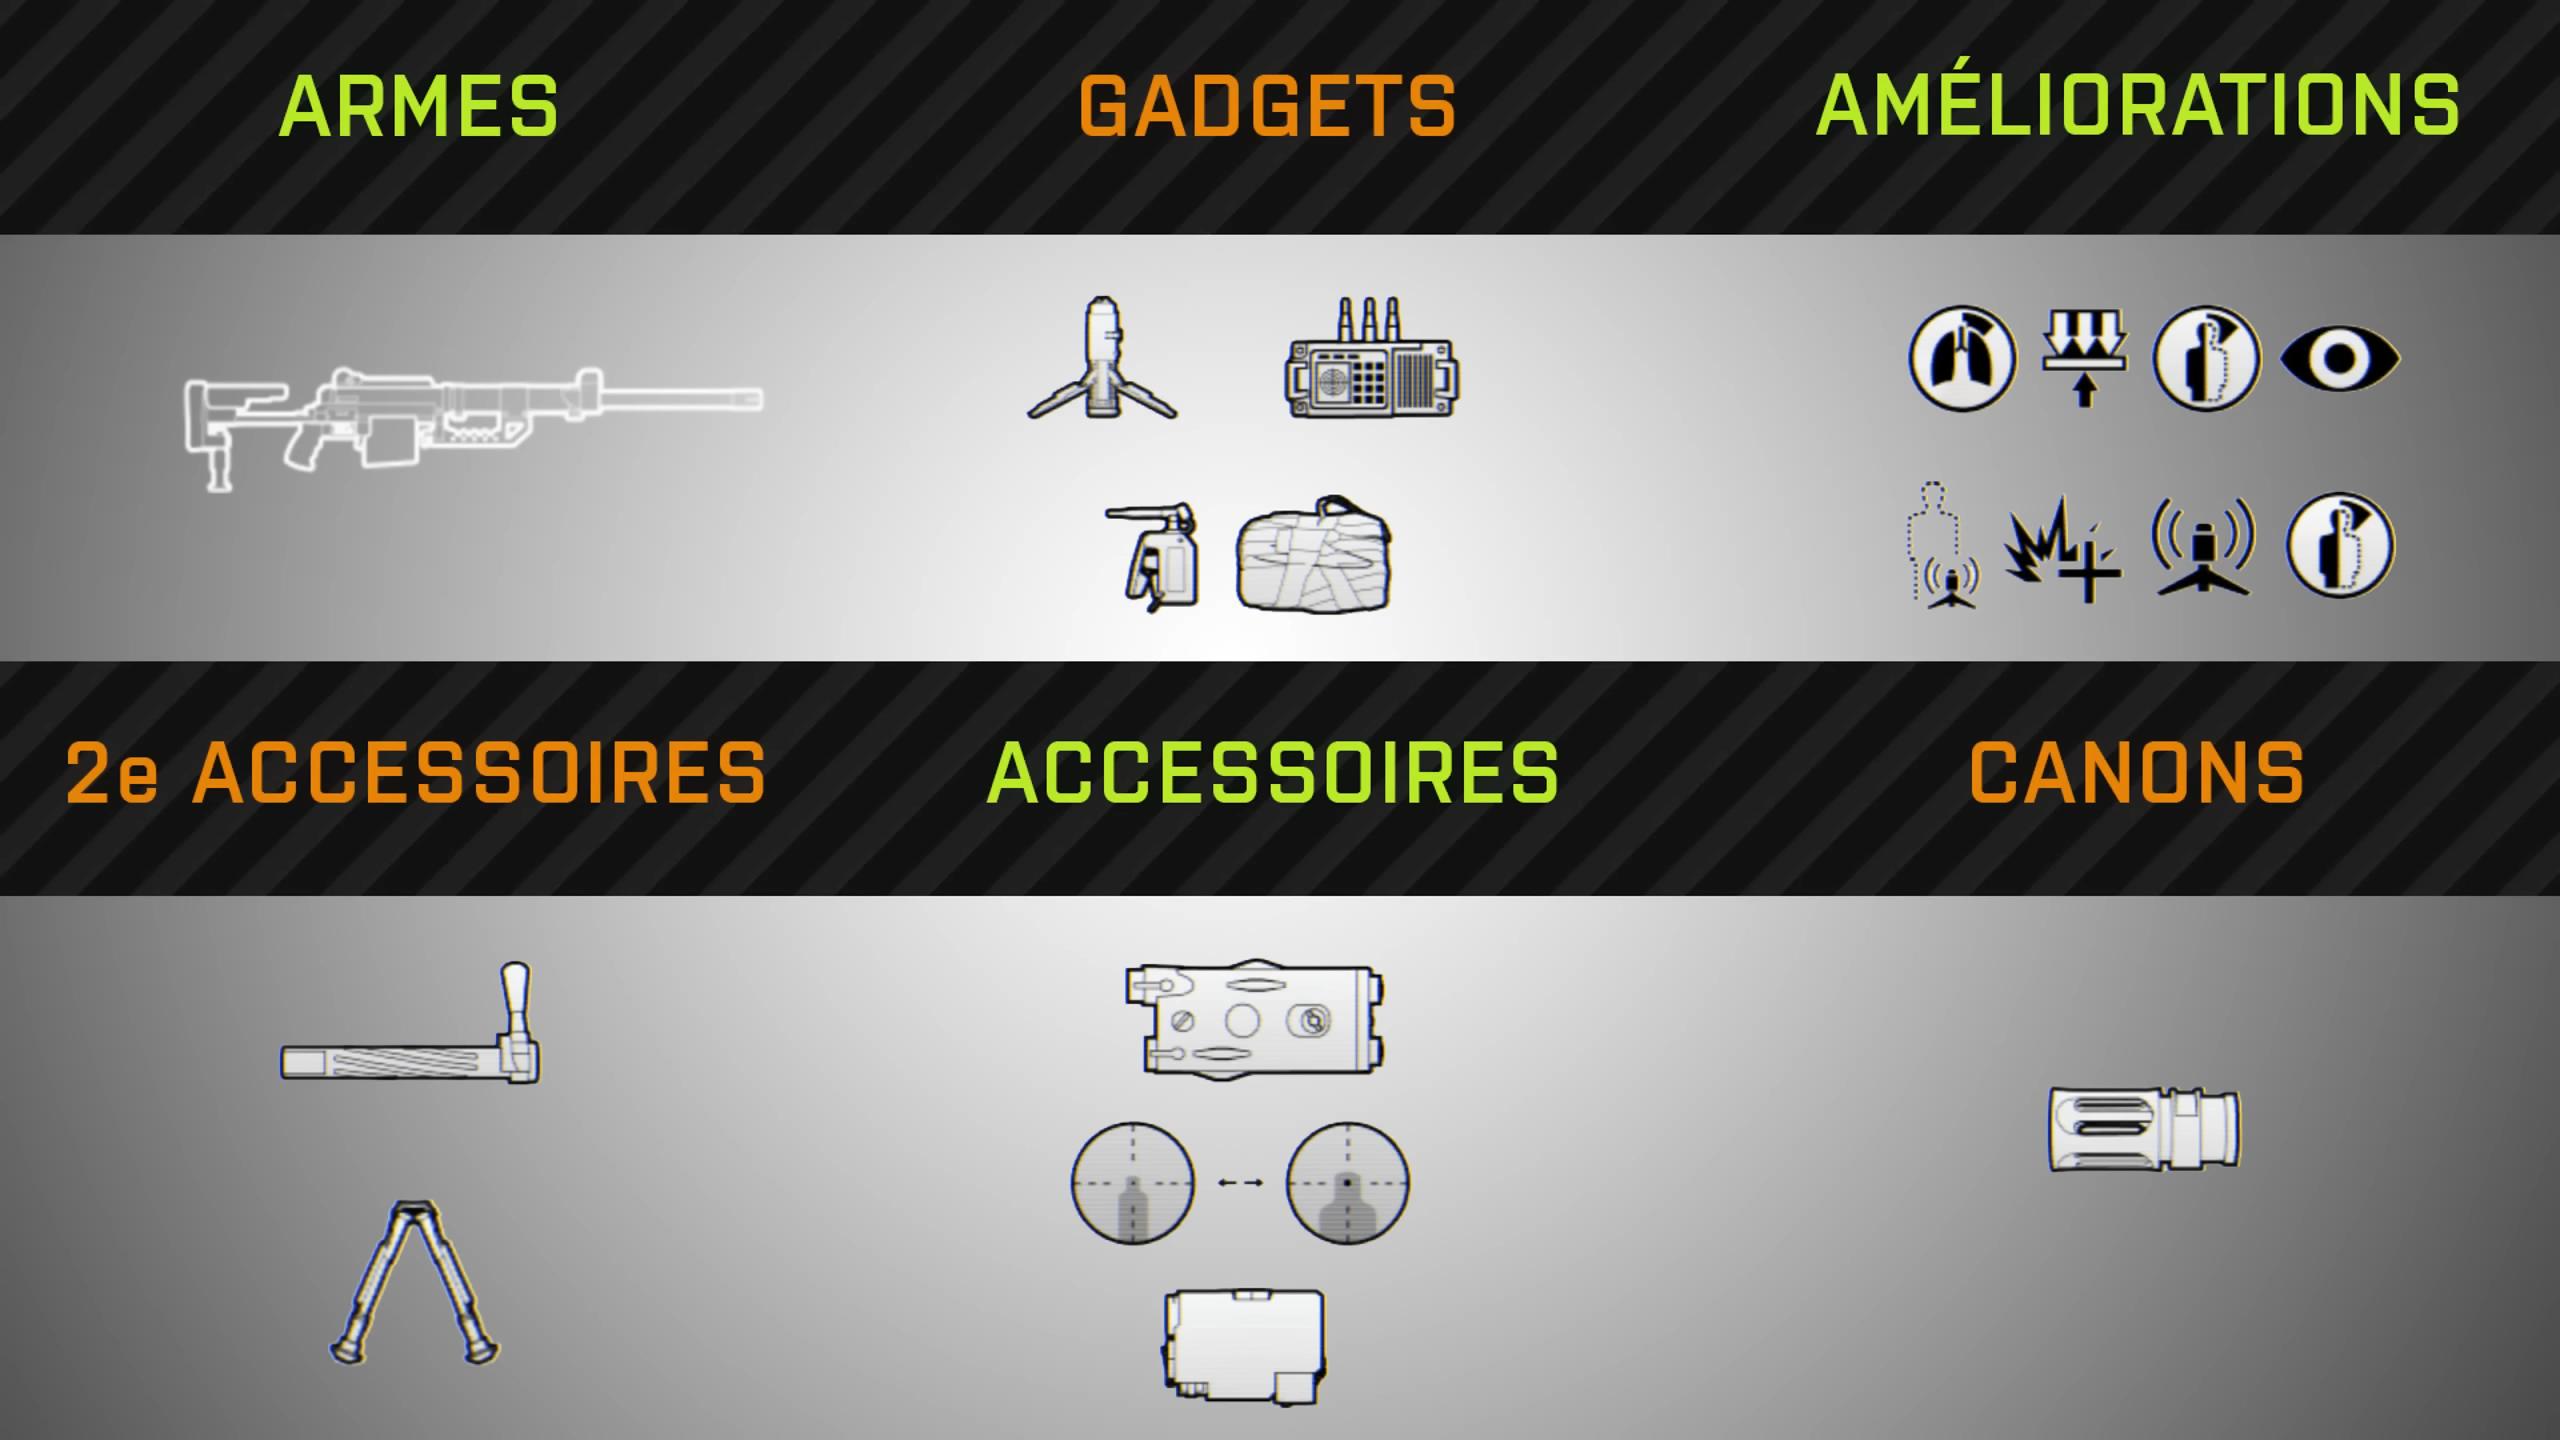 ARMES
GADGETS
AMÉLIORATIONS
2e ACCESSOIRES
ACCESSOIRES
CANONS